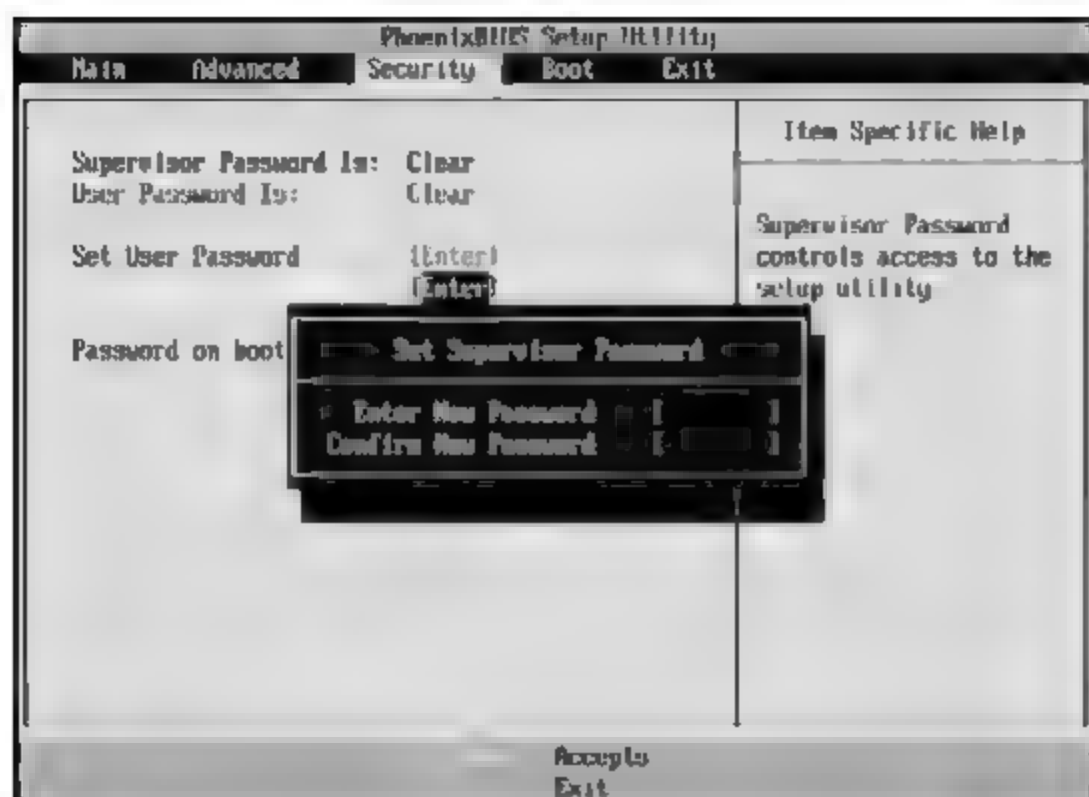 PhoenixBIOS Setup Utility
Main Advanced Security Boot Exit
Item Specific Help
Supervisor Password Is: Clear
User Password Is: Clear
Supervisor Password
controls access to the
setup utility
Set User Password [Enter]
[Enter]
Password on boot
Set Supervisor Password
Enter New Password [ ]
Confirm New Password [ ]
Accepts
Exit